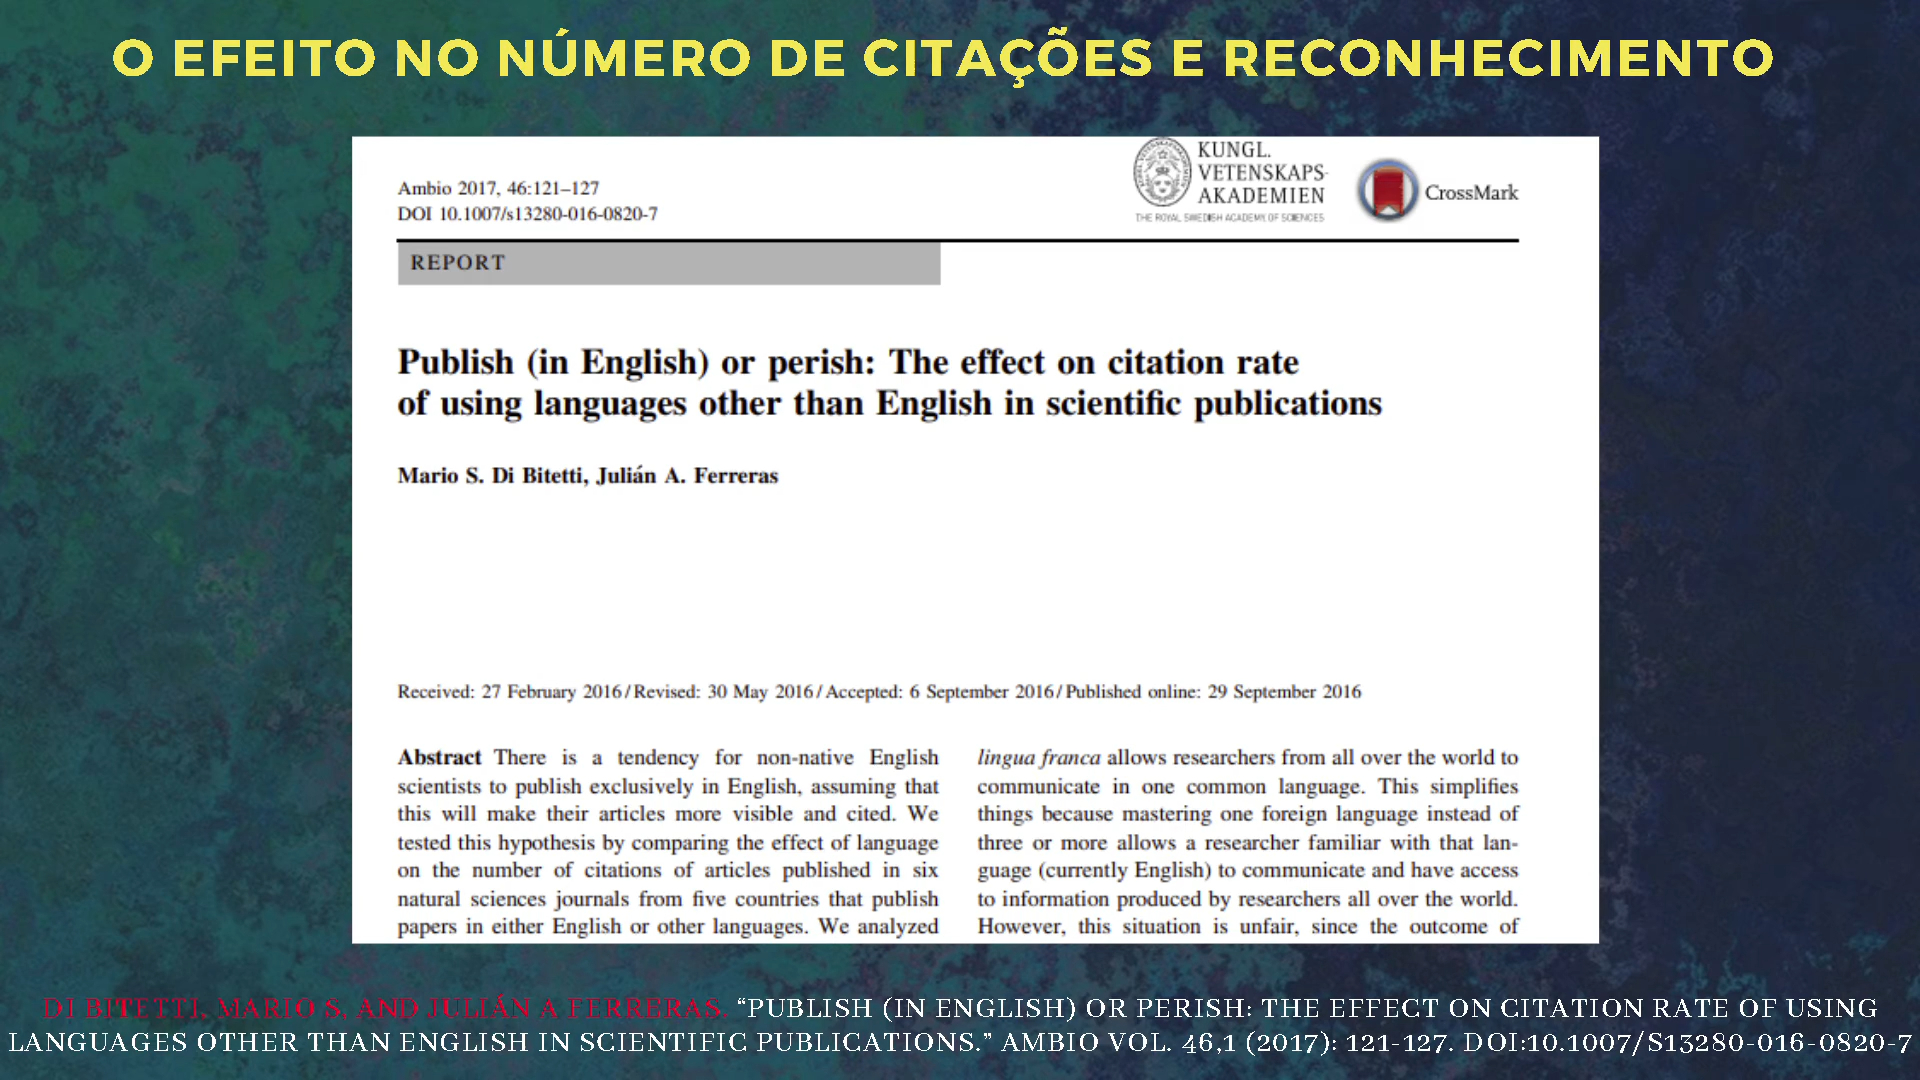 O EFEITO NO NÚMERO DE CITAÇÕES E RECONHECIMENTO
Ambio 2017, 46:121–127
DOI 10.1007/s13280-016-0820-7
KUNGL.
VETENSKAPS-
AKADEMIEN
THE ROYAL SWEDISH ACADEMY OF SCIENCES
CrossMark
REPORT
Publish (in English) or perish: The effect on citation rate
of using languages other than English in scientific publications
Mario S. Di Bitetti, Julián A. Ferreras
Received: 27 February 2016 / Revised: 30 May 2016 / Accepted: 6 September 2016 / Published online: 29 September 2016
Abstract There is a tendency for non-native English
scientists to publish exclusively in English, assuming that
this will make their articles more visible and cited. We
tested this hypothesis by comparing the effect of language
on the number of citations of articles published in six
natural sciences journals from five countries that publish
papers in either English or other languages. We analyzed
lingua franca allows researchers from all over the world to
communicate in one common language. This simplifies
things because mastering one foreign language instead of
three or more allows a researcher familiar with that lan-
guage (currently English) to communicate and have access
to information produced by researchers all over the world.
However, this situation is unfair, since the outcome of
DI BITETTI, MARIO S, AND JULIÁN A FERRERAS. “PUBLISH (IN ENGLISH) OR PERISH: THE EFFECT ON CITATION RATE OF USING
LANGUAGES OTHER THAN ENGLISH IN SCIENTIFIC PUBLICATIONS.” AMBIO VOL. 46,1 (2017): 121-127. DOI:10.1007/S13280-016-0820-7